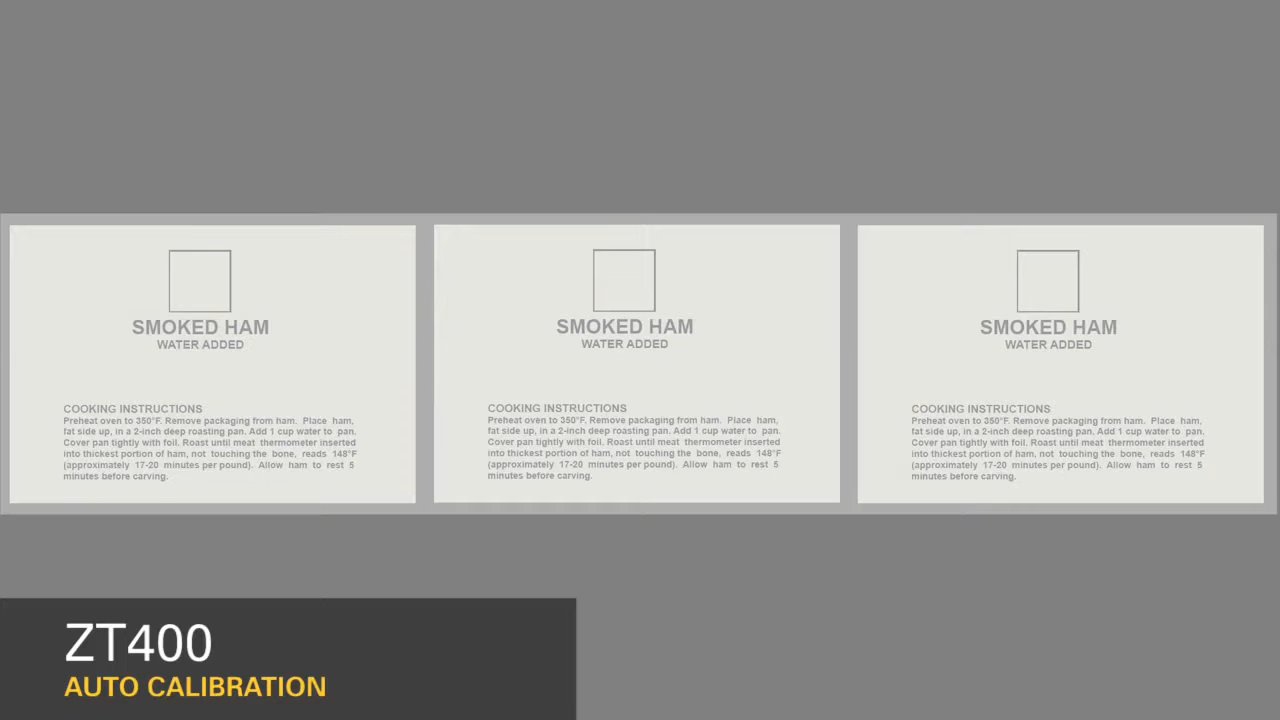 SMOKED HAM
WATER ADDED
COOKING INSTRUCTIONS
Preheat oven to 350°F. Remove packaging from ham. Place ham,
fat side up, in a 2-inch deep roasting pan. Add 1 cup water to pan.
Cover pan tightly with foil. Roast until meat thermometer inserted
into thickest portion of ham, not touching the bone, reads 148°F
(approximately 17-20 minutes per pound). Allow ham to rest 5
minutes before carving.
SMOKED HAM
WATER ADDED
COOKING INSTRUCTIONS
Preheat oven to 350°F. Remove packaging from ham. Place ham,
fat side up, in a 2-inch deep roasting pan. Add 1 cup water to pan.
Cover pan tightly with foil. Roast until meat thermometer inserted
into thickest portion of ham, not touching the bone, reads 148°F
(approximately 17-20 minutes per pound). Allow ham to rest 5
minutes before carving.
SMOKED HAM
WATER ADDED
COOKING INSTRUCTIONS
Preheat oven to 350°F. Remove packaging from ham. Place ham,
fat side up, in a 2-inch deep roasting pan. Add 1 cup water to pan.
Cover pan tightly with foil. Roast until meat thermometer inserted
into thickest portion of ham, not touching the bone, reads 148°F
(approximately 17-20 minutes per pound). Allow ham to rest 5
minutes before carving.
ZT400
AUTO CALIBRATION